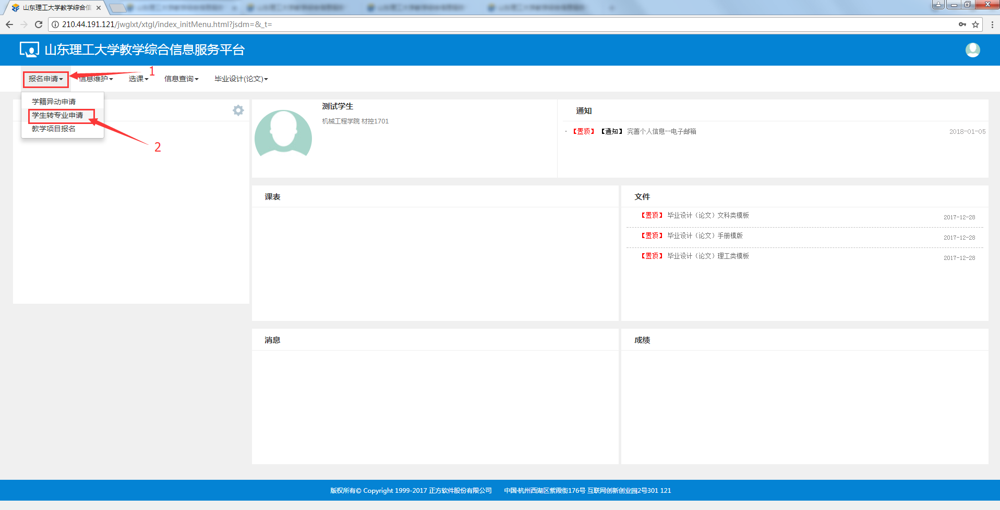 山东理工大学教学综合信
210.44.191.121/jwglxt/xtgl/index_initMenu.html?jsdm=&_t=
山东理工大学教学综合信息服务平台
1
报名申请
信息维护
选课
信息查询
毕业设计(论文)
学籍异动申请
学生转专业申请
教学项目报名
2
测试学生
机械工程学院 材控1701
通知
【置顶】 【通知】 完善个人信息--电子邮箱 2018-01-05
课表
文件
【置顶】 毕业设计（论文）文科类模板 2017-12-28
【置顶】 毕业设计（论文）手册模版 2017-12-28
【置顶】 毕业设计（论文）理工类模板 2017-12-28
消息
成绩
版权所有© Copyright 1999-2017 正方软件股份有限公司 中国·杭州西湖区紫霞街176号 互联网创新创业园2号301 121